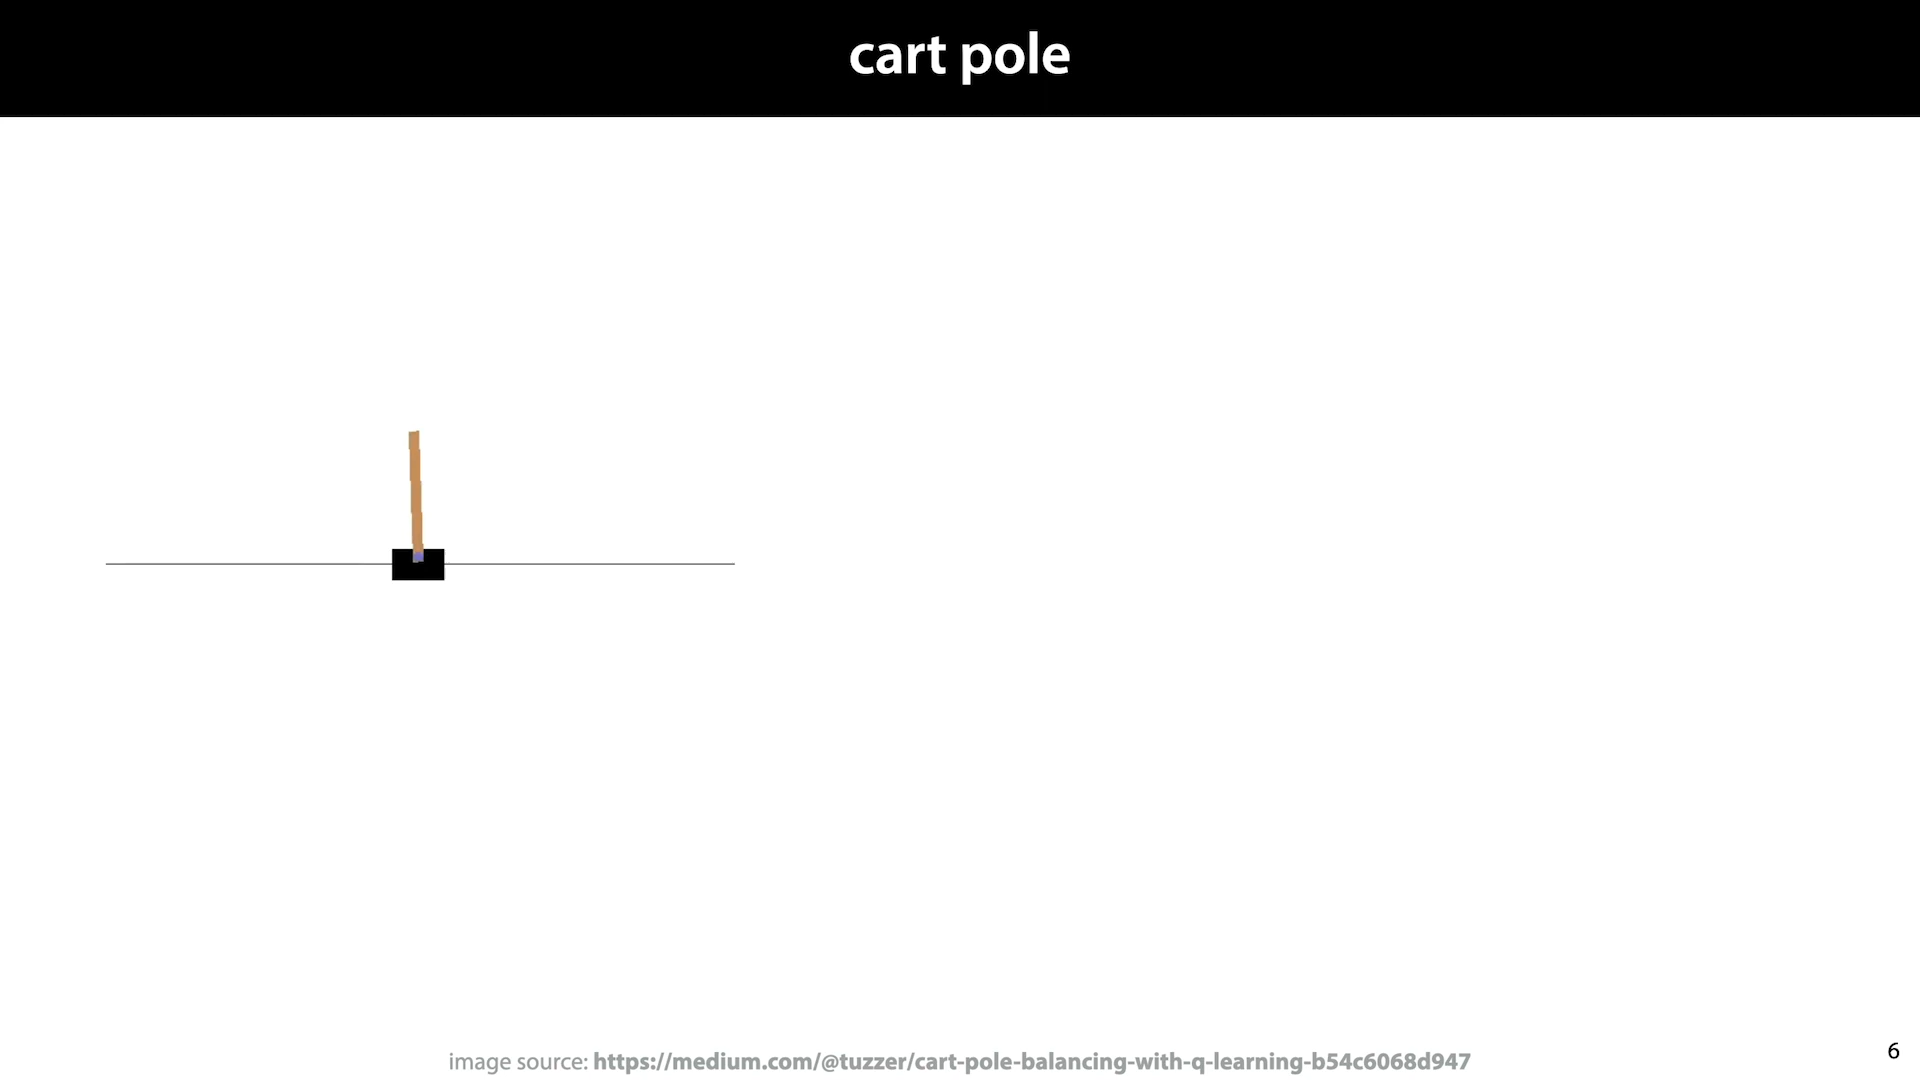 cart pole
image source: https://medium.com/@tuzzer/cart-pole-balancing-with-q-learning-b54c6068d947
6